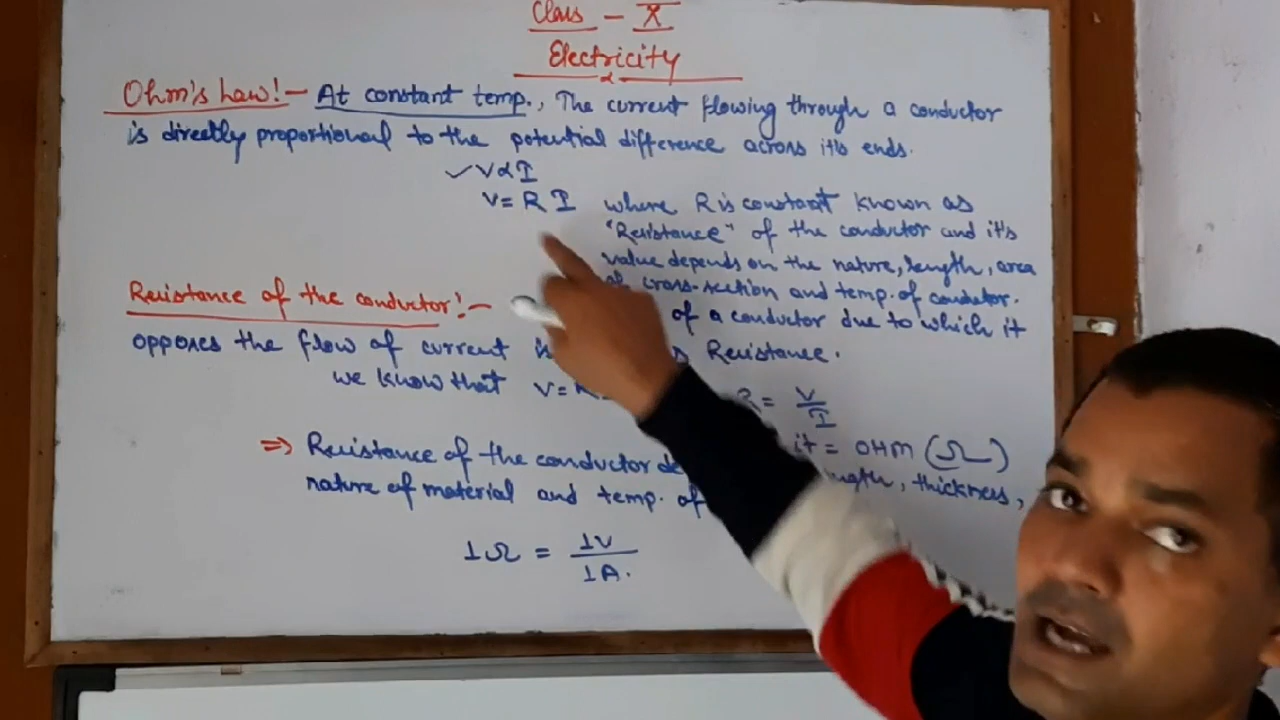 Class - X
Electricity
Ohm's Law!- At constant temp., The current flowing through a conductor
is directly proportional to the potential difference across it's ends.
✓ V∝I
V = R I where R is constant known as
"Resistance" of the conductor and it's
value depends on the nature, length, area
of cross-section and temp. of conductor.
Resistance of the conductor!- of a conductor due to which it
opposes the flow of current Resistance.
we know that V = R = V/I
⇒ Resistance of the conductor it = OHM (Ω)
length, thickness,
nature of material and temp. of
1Ω = 1V/1A.